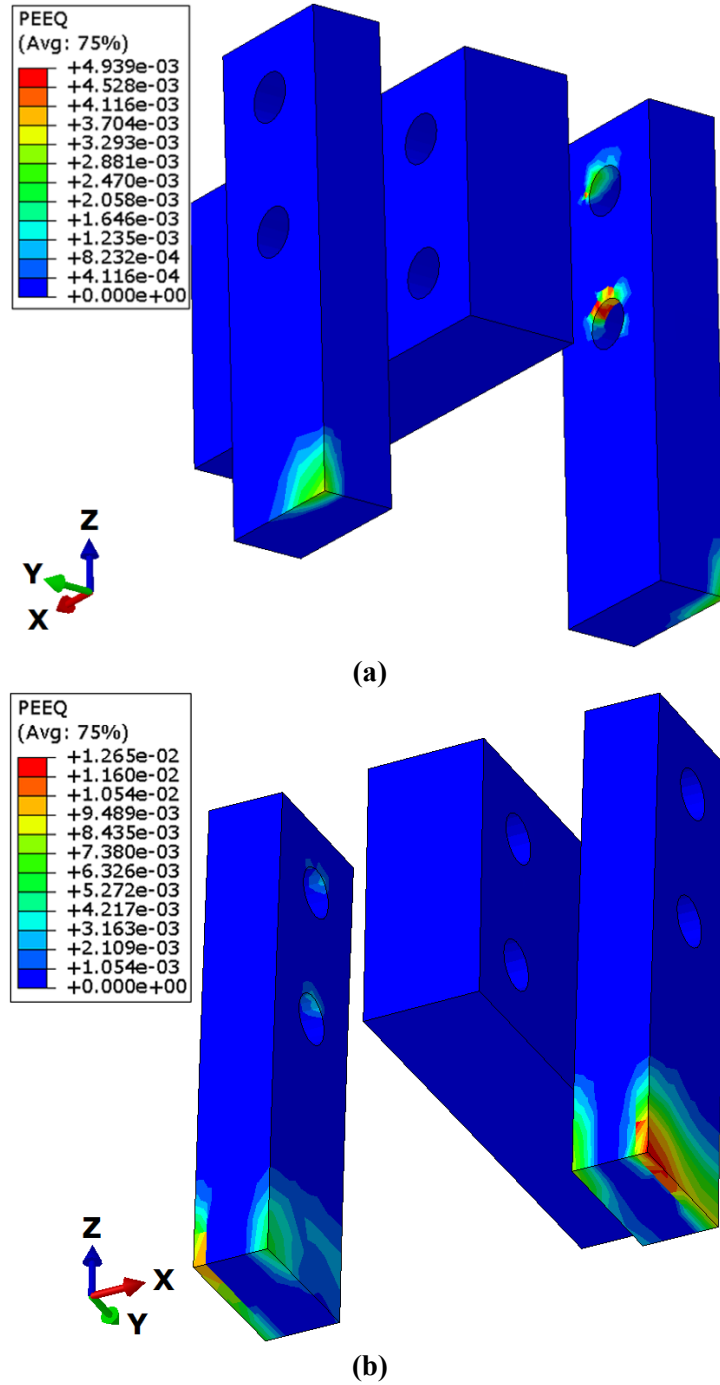 PEEQ
(Avg: 75%)
+4.939e-03
+4.528e-03
+4.116e-03
+3.704e-03
+3.293e-03
+2.881e-03
+2.470e-03
+2.058e-03
+1.646e-03
+1.235e-03
+8.232e-04
+4.116e-04
+0.000e+00
Z
Y
X
(a)
PEEQ
(Avg: 75%)
+1.265e-02
+1.160e-02
+1.054e-02
+9.489e-03
+8.435e-03
+7.380e-03
+6.326e-03
+5.272e-03
+4.217e-03
+3.163e-03
+2.109e-03
+1.054e-03
+0.000e+00
Z
X
Y
(b)